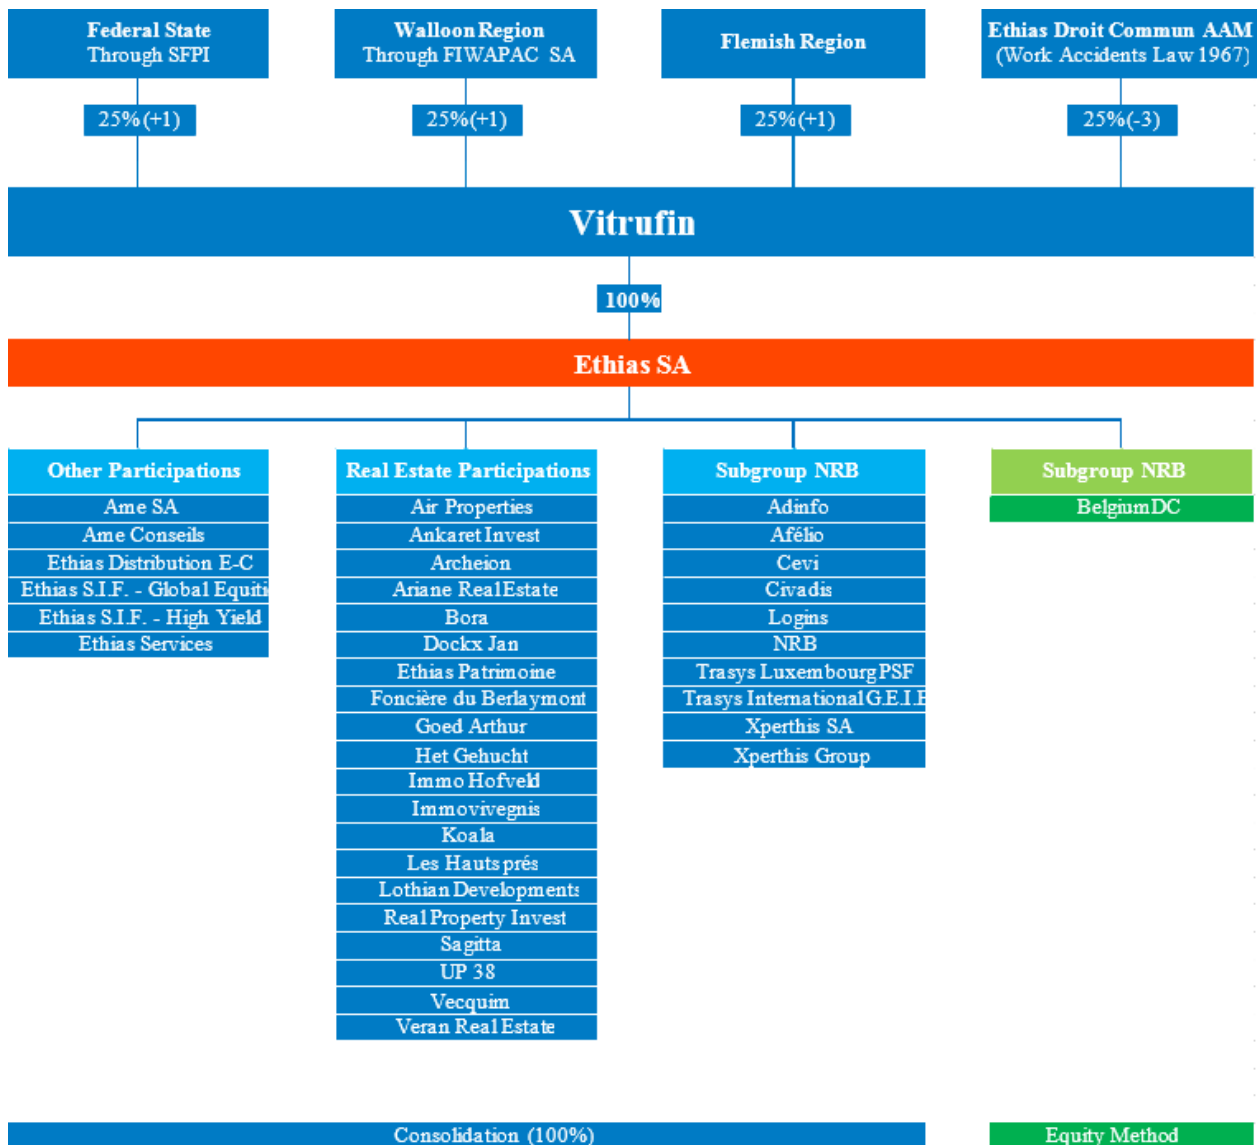 Federal State
Through SFPI
Walloon Region
Through FIWAPAC SA
Flemish Region
Ethias Droit Commun AAM
(Work Accidents Law 1967)
25%(+1)
25%(+1)
25%(+1)
25%(-3)
Vitrufin
100%
Ethias SA
Other Participations
Ame SA
Ame Conseils
Ethias Distribution E-C
Ethias S.I.F. - Global Equiti
Ethias S.I.F. - High Yield
Ethias Services
Real Estate Participations
Air Properties
Ankaret Invest
Archeion
Ariane Real Estate
Bora
Dockx Jan
Ethias Patrimoine
Foncière du Berlaymont
Goed Arthur
Het Gehucht
Immo Hofveld
Immovivegnis
Koala
Les Hauts prés
Lothian Developments
Real Property Invest
Sagitta
UP 38
Vecquim
Veran Real Estate
Subgroup NRB
Adinfo
Afélio
Cevi
Civadis
Logins
NRB
Trasys Luxembourg PSF
Trasys International G.E.I.E
Xperthis SA
Xperthis Group
Subgroup NRB
Belgium DC
Consolidation (100%)
Equity Method